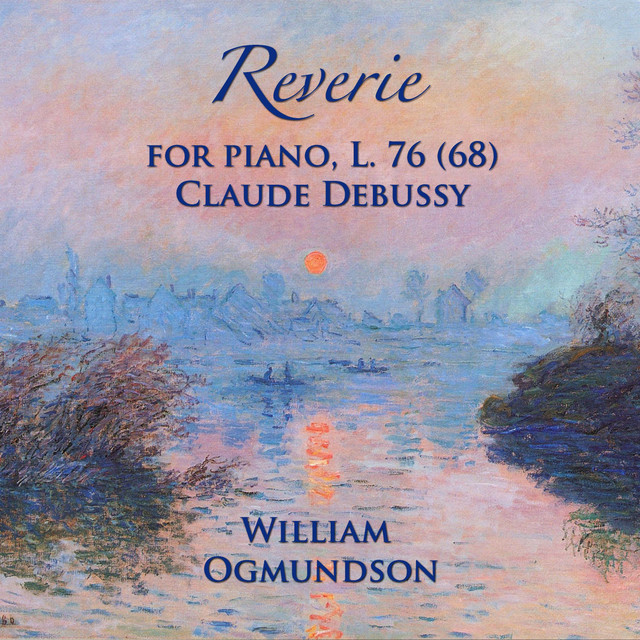 Reverie
FOR PIANO, L. 76 (68)
CLAUDE DEBUSSY
WILLIAM
OGMUNDSON